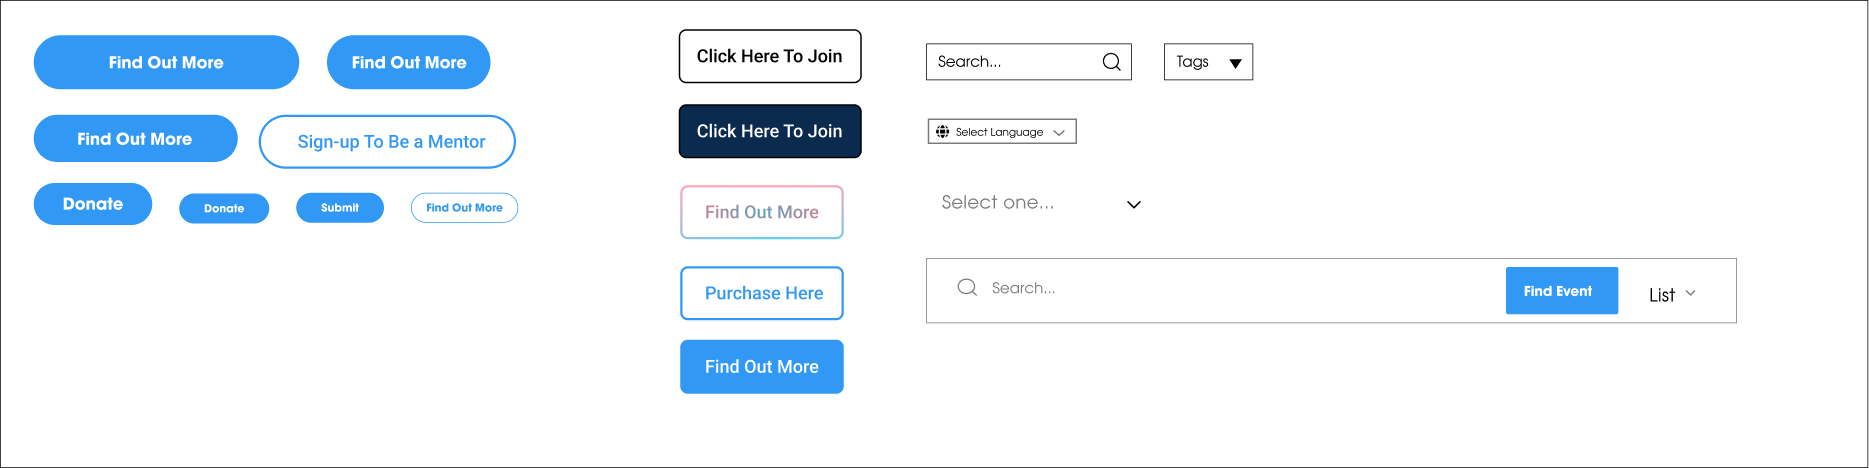 Find Out More
Find Out More
Find Out More
Sign-up To Be a Mentor
Donate
Donate
Submit
Find Out More
Click Here To Join
Click Here To Join
Find Out More
Purchase Here
Find Out More
Search...
Tags
Select Language
Select one...
Search...
Find Event
List